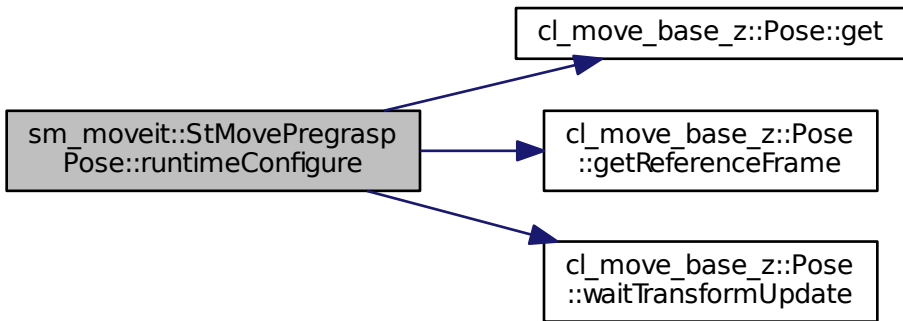 cl_move_base_z::Pose::get
sm_moveit::StMovePregrasp
Pose::runtimeConfigure
cl_move_base_z::Pose
::getReferenceFrame
cl_move_base_z::Pose
::waitTransformUpdate